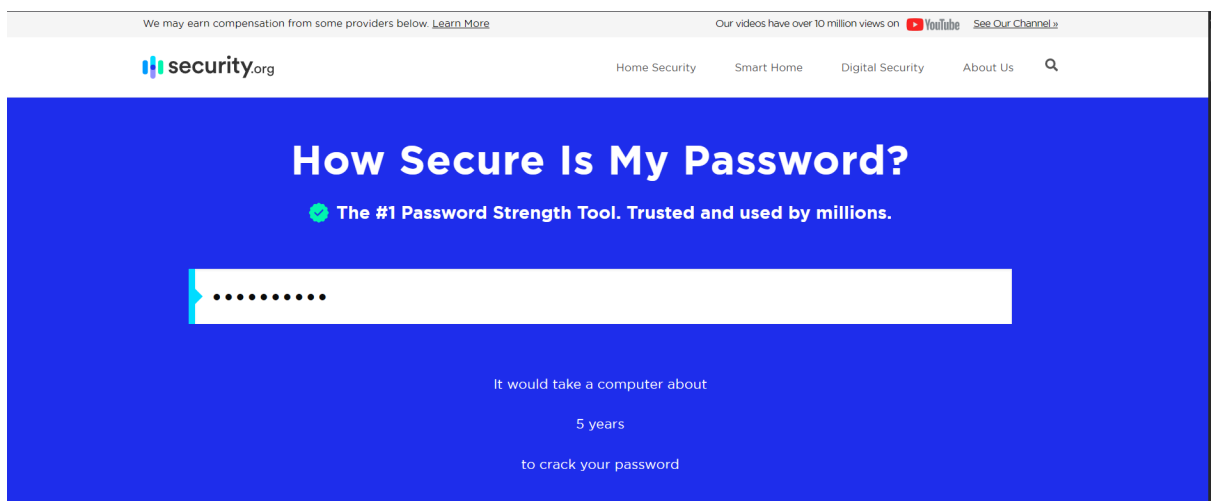 We may earn compensation from some providers below. Learn More
Our videos have over 10 million views on YouTube See Our Channel »
security.org
Home Security Smart Home Digital Security About Us
How Secure Is My Password?
The #1 Password Strength Tool. Trusted and used by millions.
••••••••••
It would take a computer about
5 years
to crack your password